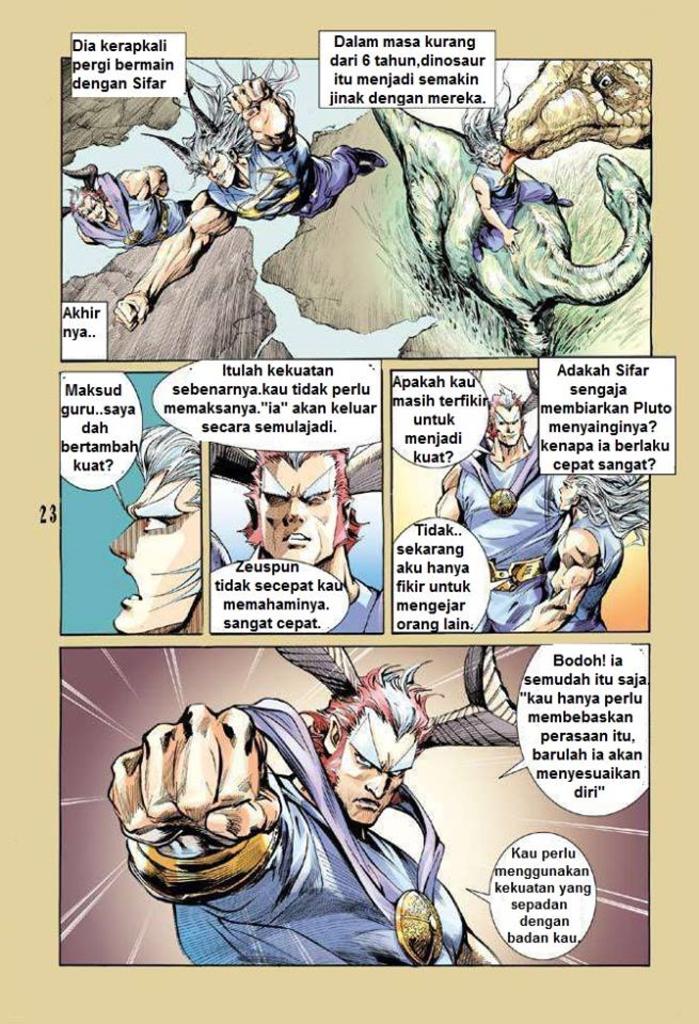 Dia kerapkali
pergi bermain
dengan Sifar
Dalam masa kurang
dari 6 tahun,dinosaur
itu menjadi semakin
jinak dengan mereka.
Akhir
nya..
Maksud
guru..saya
dah
bertambah
kuat?
Itulah kekuatan
sebenarnya.kau tidak perlu
memaksanya."ia" akan keluar
secara semulajadi.
Zeuspun
tidak secepat kau
memahaminya.
sangat cepat.
Apakah kau
masih terfikir
untuk
menjadi
kuat?
Adakah Sifar
sengaja
membiarkan Pluto
menyainginya?
kenapa ia berlaku
cepat sangat?
Tidak..
sekarang
aku hanya
fikir untuk
mengejar
orang lain.
23
Bodoh! ia
semudah itu saja.
"kau hanya perlu
membebaskan
perasaan itu,
barulah ia akan
menyesuaikan
diri"
Kau perlu
menggunakan
kekuatan yang
sepadan
dengan
badan kau.